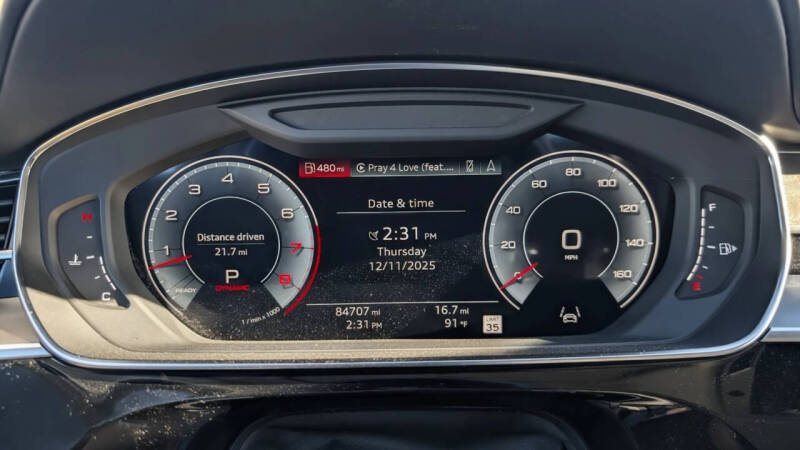 480 mi
Pray 4 Love (feat....
Date & time
2:31 PM
Thursday
12/11/2025
84707 mi
16.7 mi
2:31 PM
91 °F
LIMIT
35
1
2
3
4
5
6
7
8
Distance driven
21.7 mi
P
DYNAMIC
READY
1 / min x 1000
0
20
40
60
80
100
120
140
160
0
MPH
H
C
F
E